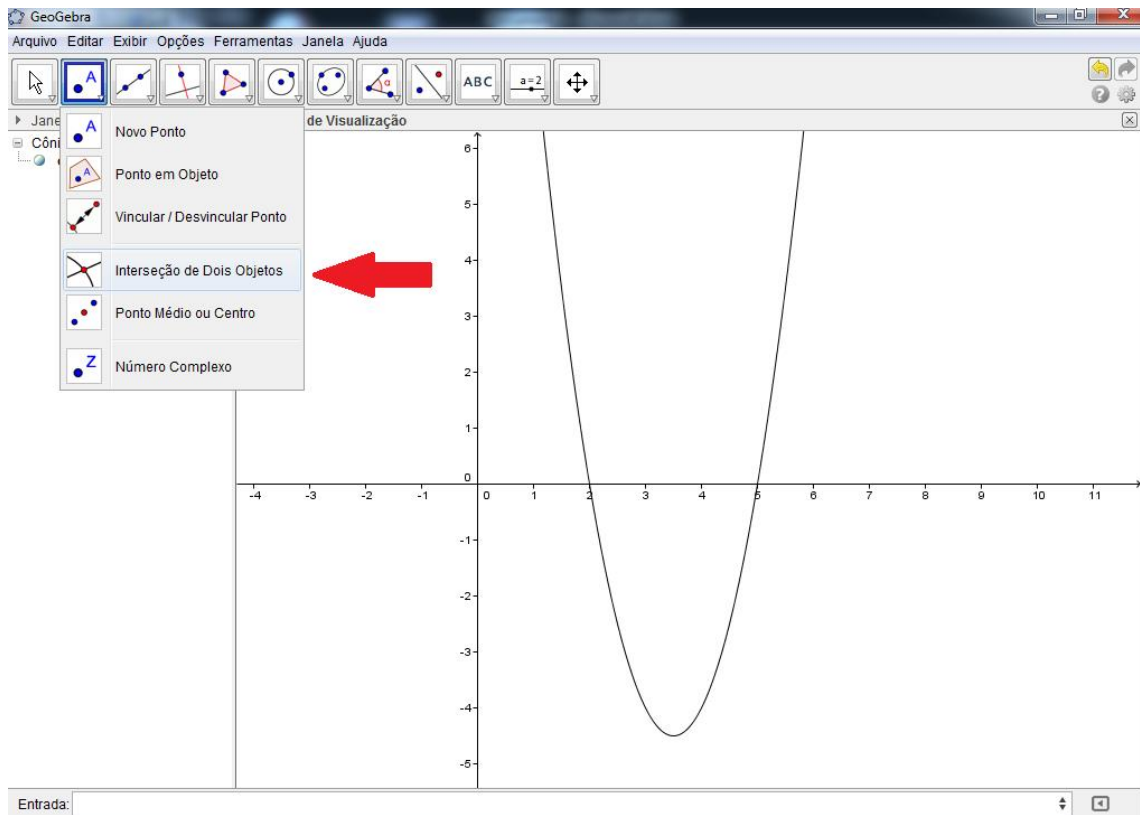 GeoGebra
Arquivo Editar Exibir Opções Ferramentas Janela Ajuda
A
ABC
a=2
Jane
de Visualização
Côni
A Novo Ponto
A Ponto em Objeto
Vincular / Desvincular Ponto
Interseção de Dois Objetos
Ponto Médio ou Centro
Z Número Complexo
6
5
4
3
2
1
0
-4 -3 -2 -1 0 1 2 3 4 5 6 7 8 9 10 11
-1
-2
-3
-4
-5
Entrada: